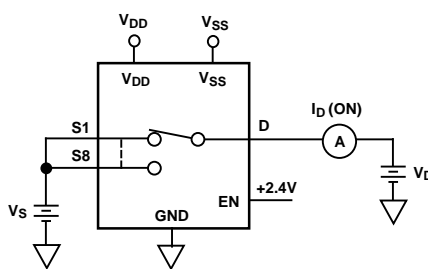 VDD VSS
VDD VSS
S1 D ID (ON)
A
S8
+2.4V
VD
EN
VS
GND